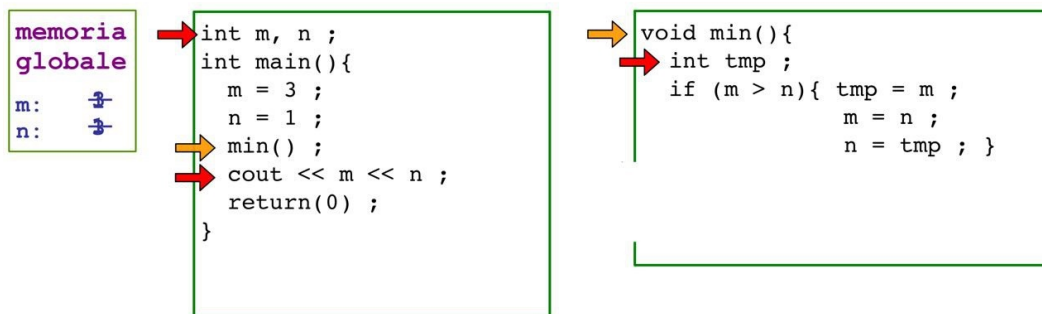 memoria
globale
m:
n:
int m, n ;
int main(){
m = 3 ;
n = 1 ;
min() ;
cout << m << n ;
return(0) ;
}
void min(){
int tmp ;
if (m > n){ tmp = m ;
m = n ;
n = tmp ; }